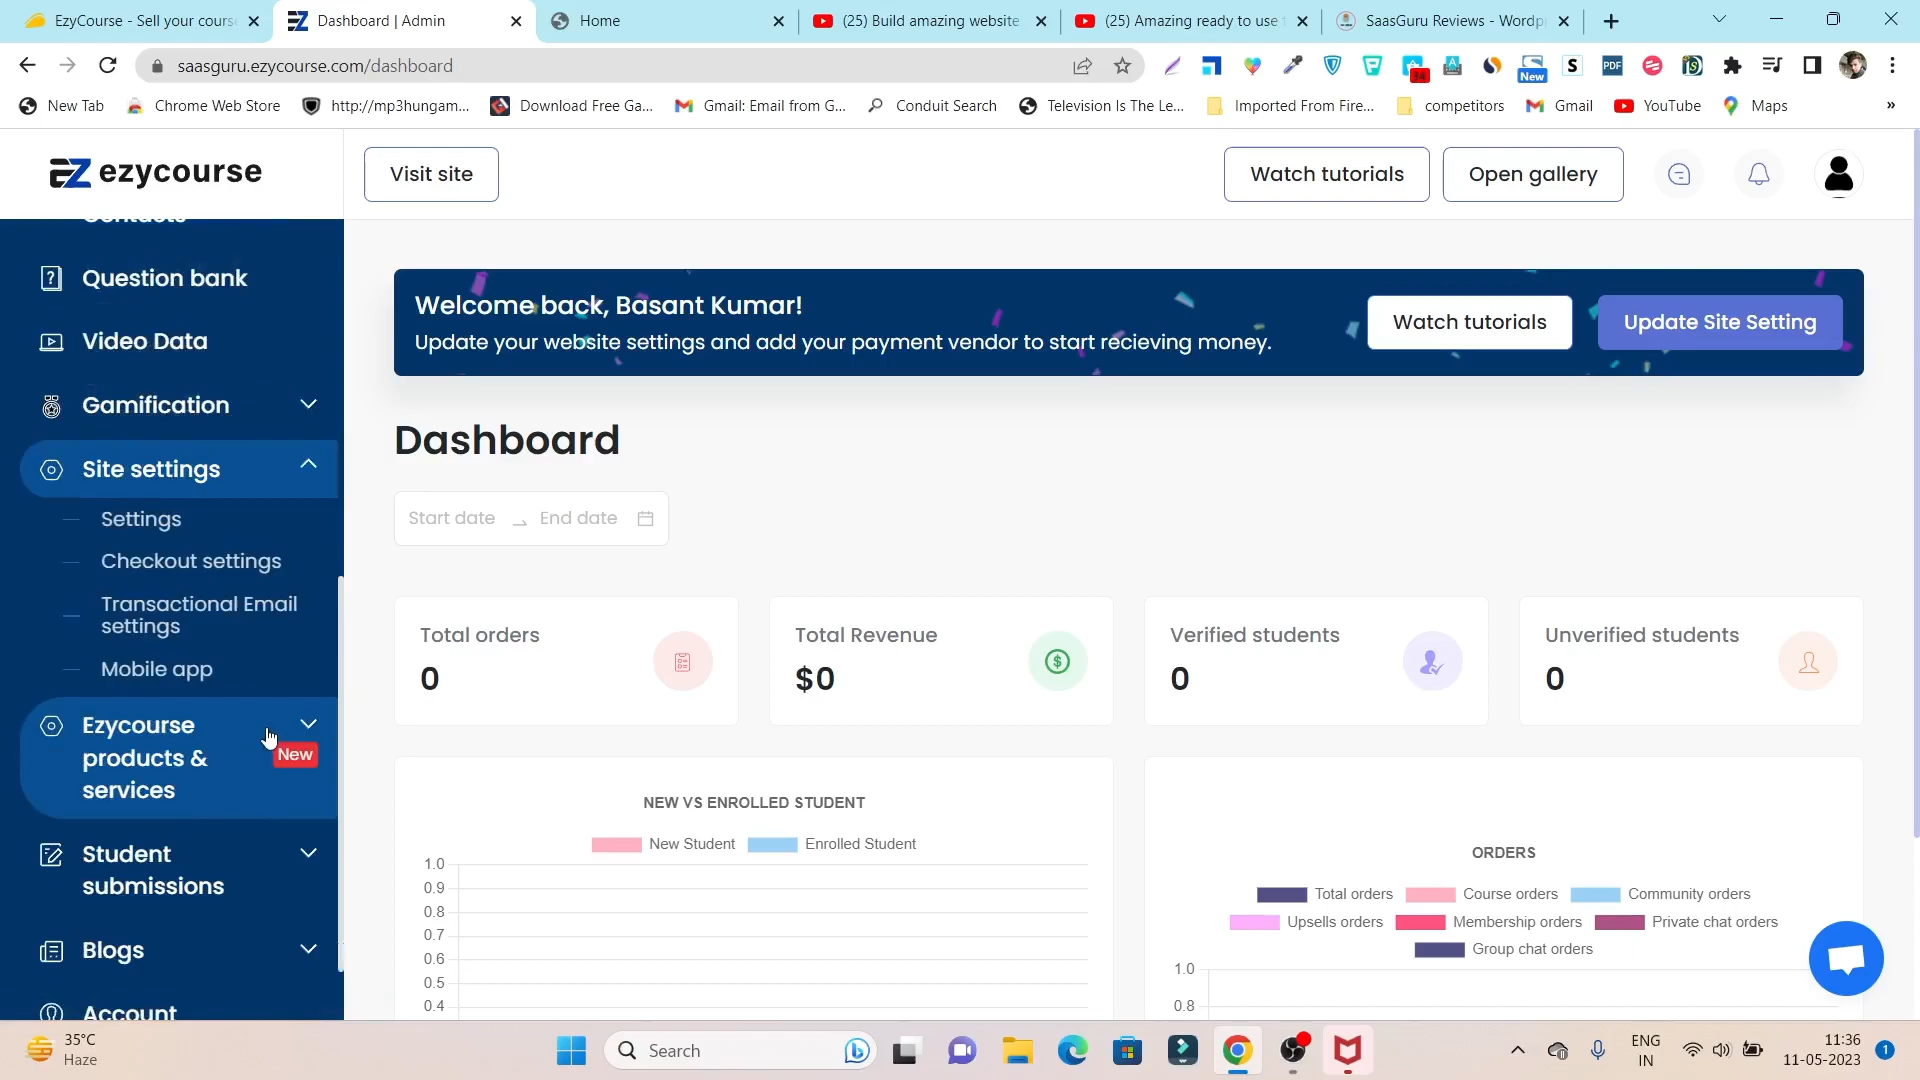 EzyCourse - Sell your cours
Dashboard | Admin
Home
(25) Build amazing website
(25) Amazing ready to use t
SaasGuru Reviews - Wordpr
saasguru.ezycourse.com/dashboard
34
New
S
PDF
New Tab
Chrome Web Store
http://mp3hungam...
Download Free Ga...
Gmail: Email from G...
Conduit Search
Television Is The Le...
Imported From Fire...
competitors
Gmail
YouTube
Maps
»
ezycourse
Visit site
Watch tutorials
Open gallery
Contacts
Question bank
Video Data
Gamification
Site settings
Settings
Checkout settings
Transactional Email
settings
Mobile app
Ezycourse
products &
services
New
Student
submissions
Blogs
Account
Welcome back, Basant Kumar!
Update your website settings and add your payment vendor to start recieving money.
Watch tutorials
Update Site Setting
Dashboard
Start date
End date
Total orders
0
Total Revenue
$0
Verified students
0
Unverified students
0
NEW VS ENROLLED STUDENT
New Student
Enrolled Student
1.0
0.9
0.8
0.7
0.6
0.5
0.4
ORDERS
Total orders
Course orders
Community orders
Upsells orders
Membership orders
Private chat orders
Group chat orders
1.0
0.8
35°C
Haze
Search
ENG
IN
11:36
11-05-2023
1